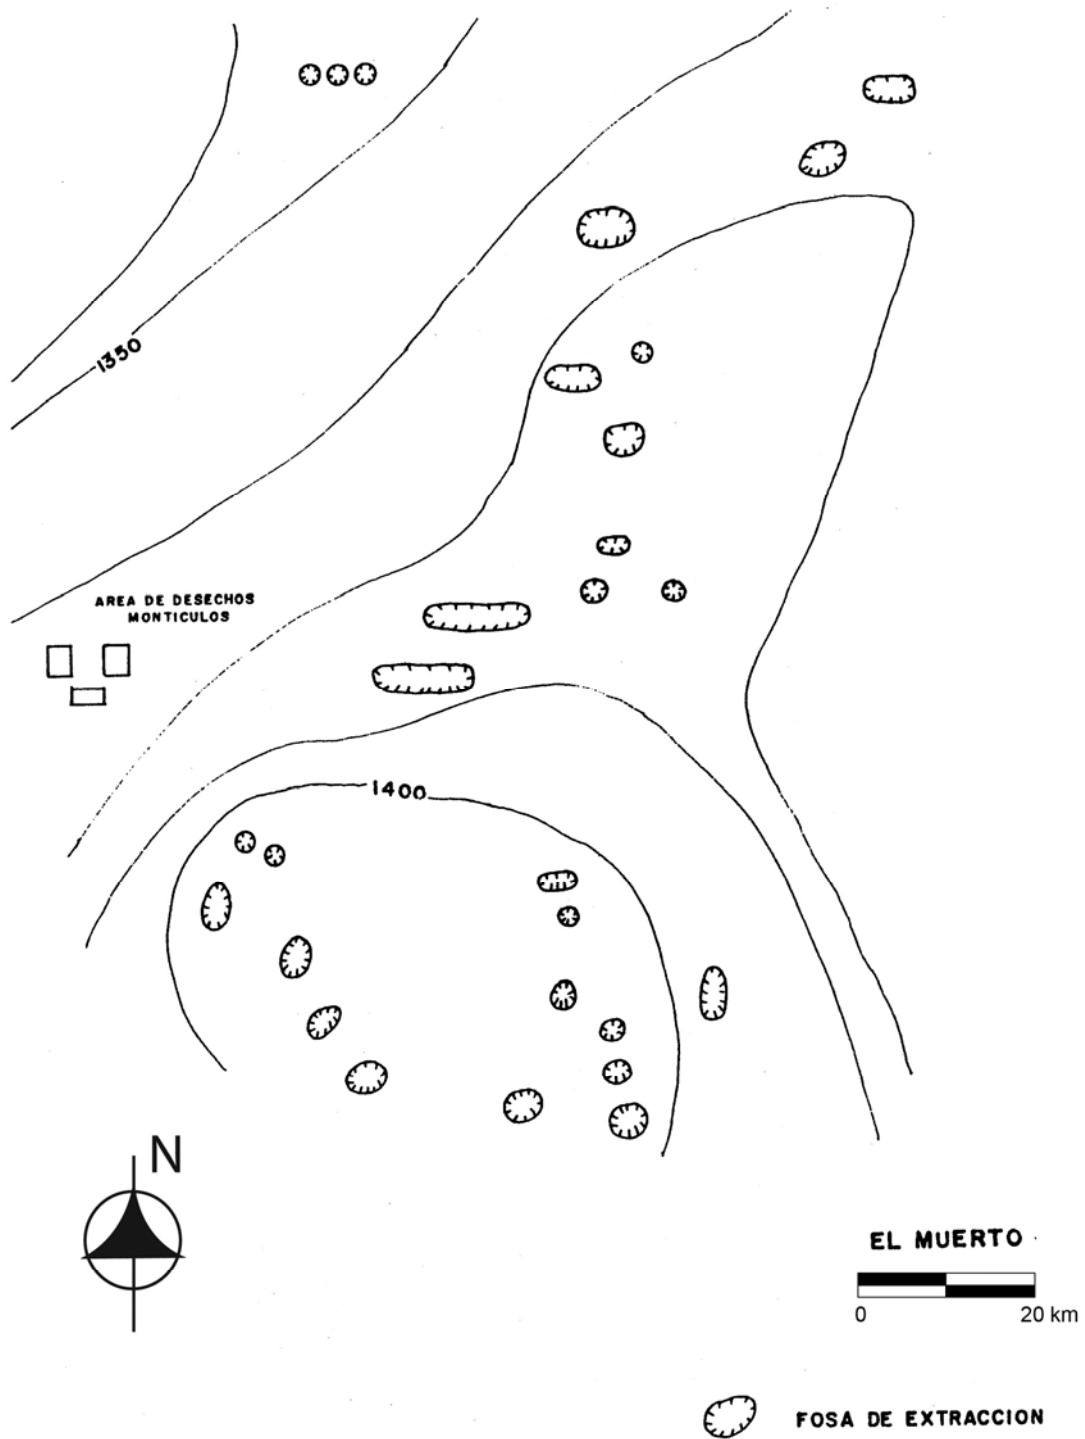 1350
AREA DE DESECHOS
MONTICULOS
1400
N
EL MUERTO
0 20 km
FOSA DE EXTRACCION